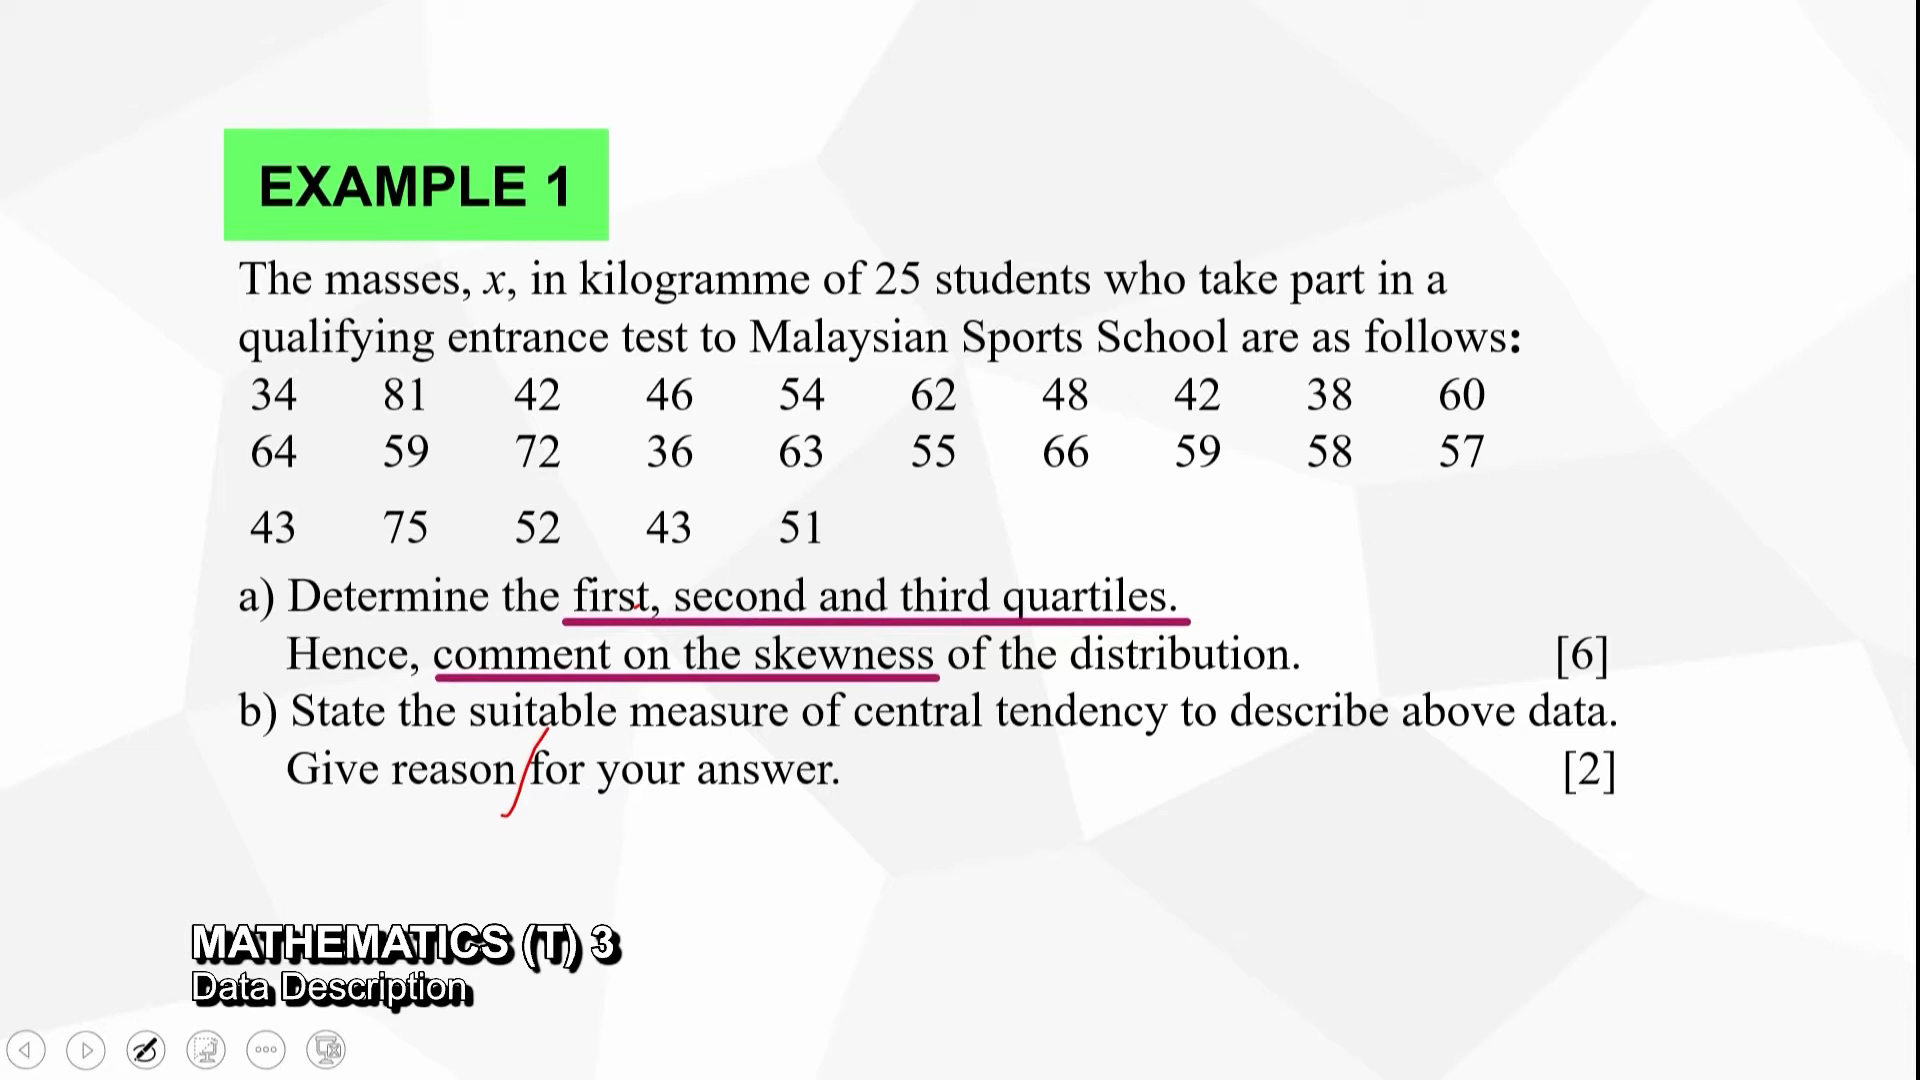 EXAMPLE 1
The masses, x, in kilogramme of 25 students who take part in a
qualifying entrance test to Malaysian Sports School are as follows:
34 81 42 46 54 62 48 42 38 60
64 59 72 36 63 55 66 59 58 57
43 75 52 43 51
a) Determine the first, second and third quartiles.
Hence, comment on the skewness of the distribution. [6]
b) State the suitable measure of central tendency to describe above data.
Give reason for your answer. [2]
MATHEMATICS (T) 3
Data Description